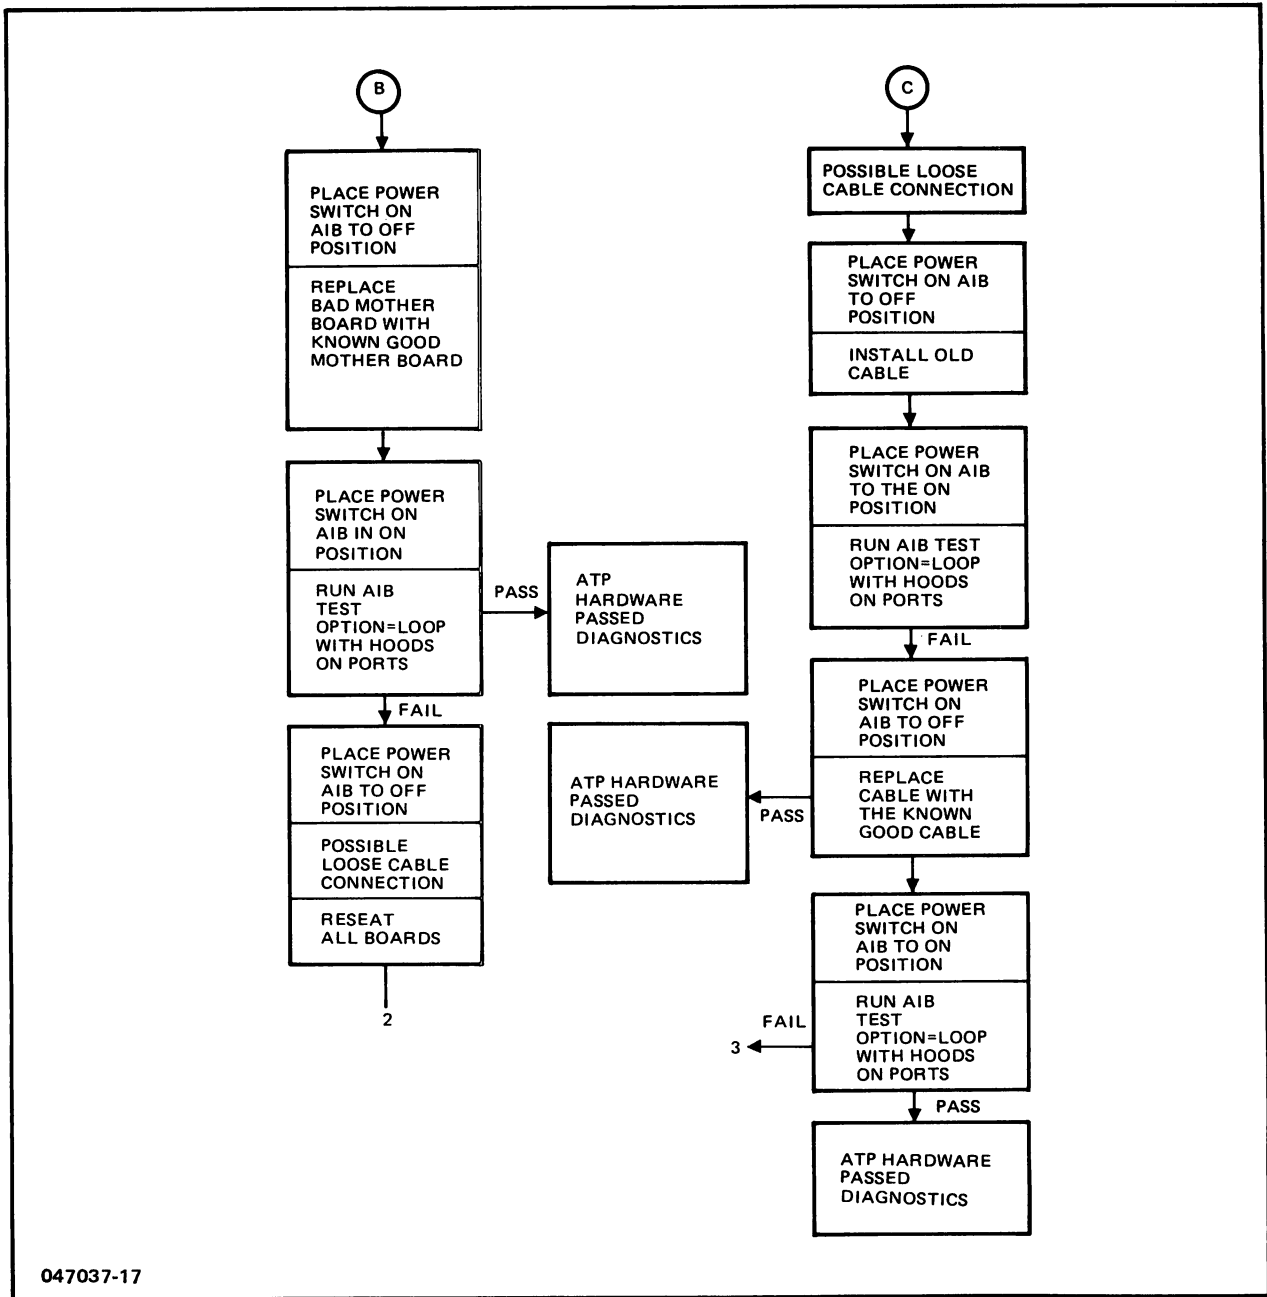 B
PLACE POWER
SWITCH ON
AIB TO OFF
POSITION
REPLACE
BAD MOTHER
BOARD WITH
KNOWN GOOD
MOTHER BOARD
PLACE POWER
SWITCH ON
AIB IN ON
POSITION
RUN AIB
TEST
OPTION=LOOP
WITH HOODS
ON PORTS
PASS
ATP
HARDWARE
PASSED
DIAGNOSTICS
FAIL
PLACE POWER
SWITCH ON
AIB TO OFF
POSITION
POSSIBLE
LOOSE CABLE
CONNECTION
RESEAT
ALL BOARDS
2
C
POSSIBLE LOOSE
CABLE CONNECTION
PLACE POWER
SWITCH ON AIB
TO OFF
POSITION
INSTALL OLD
CABLE
PLACE POWER
SWITCH ON AIB
TO THE ON
POSITION
RUN AIB TEST
OPTION=LOOP
WITH HOODS
ON PORTS
FAIL
PLACE POWER
SWITCH ON
AIB TO OFF
POSITION
REPLACE
CABLE WITH
THE KNOWN
GOOD CABLE
PASS
ATP HARDWARE
PASSED
DIAGNOSTICS
PLACE POWER
SWITCH ON
AIB TO ON
POSITION
RUN AIB
TEST
OPTION=LOOP
WITH HOODS
ON PORTS
FAIL
3
PASS
ATP HARDWARE
PASSED
DIAGNOSTICS
047037-17